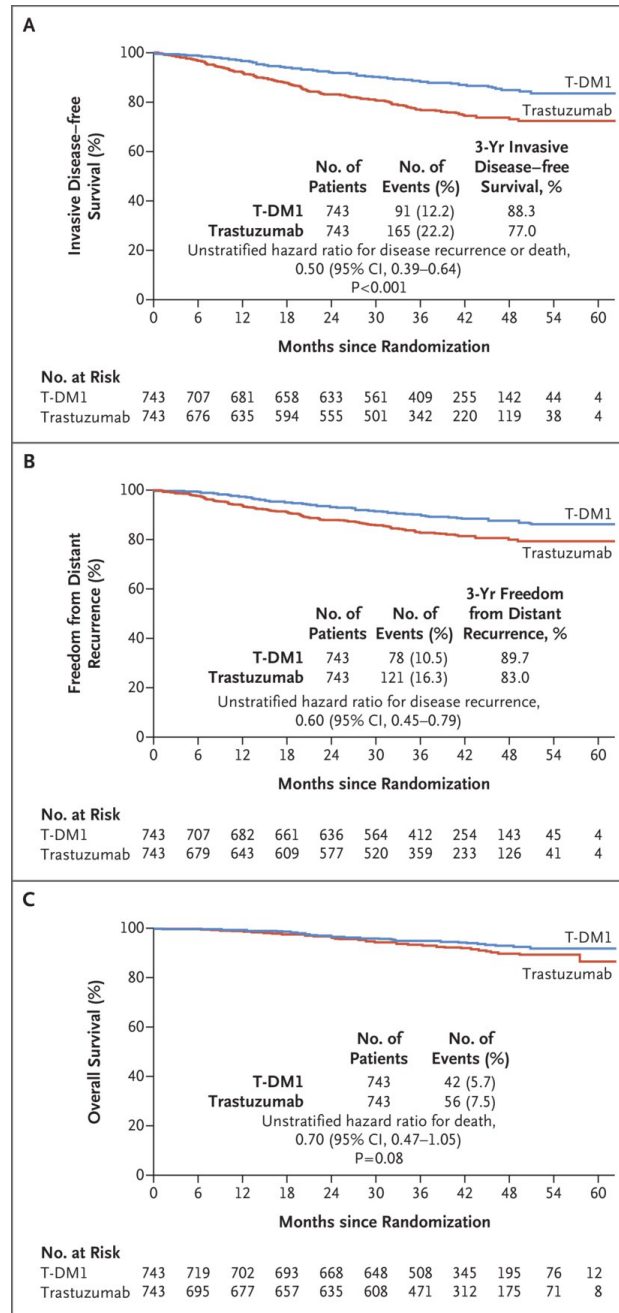 A
100
80
60
40
20
0
Invasive Disease–free
Survival (%)
T-DM1
Trastuzumab
No. of
Patients
No. of
Events (%)
3-Yr Invasive
Disease–free
Survival, %
T-DM1 743 91 (12.2) 88.3
Trastuzumab 743 165 (22.2) 77.0
Unstratified hazard ratio for disease recurrence or death,
0.50 (95% CI, 0.39–0.64)
P<0.001
0 6 12 18 24 30 36 42 48 54 60
Months since Randomization
No. at Risk
T-DM1 743 707 681 658 633 561 409 255 142 44 4
Trastuzumab 743 676 635 594 555 501 342 220 119 38 4
B
100
80
60
40
20
0
Freedom from Distant
Recurrence (%)
T-DM1
Trastuzumab
No. of
Patients
No. of
Events (%)
3-Yr Freedom
from Distant
Recurrence, %
T-DM1 743 78 (10.5) 89.7
Trastuzumab 743 121 (16.3) 83.0
Unstratified hazard ratio for disease recurrence,
0.60 (95% CI, 0.45–0.79)
0 6 12 18 24 30 36 42 48 54 60
Months since Randomization
No. at Risk
T-DM1 743 707 682 661 636 564 412 254 143 45 4
Trastuzumab 743 679 643 609 577 520 359 233 126 41 4
C
100
80
60
40
20
0
Overall Survival (%)
T-DM1
Trastuzumab
No. of
Patients
No. of
Events (%)
T-DM1 743 42 (5.7)
Trastuzumab 743 56 (7.5)
Unstratified hazard ratio for death,
0.70 (95% CI, 0.47–1.05)
P=0.08
0 6 12 18 24 30 36 42 48 54 60
Months since Randomization
No. at Risk
T-DM1 743 719 702 693 668 648 508 345 195 76 12
Trastuzumab 743 695 677 657 635 608 471 312 175 71 8